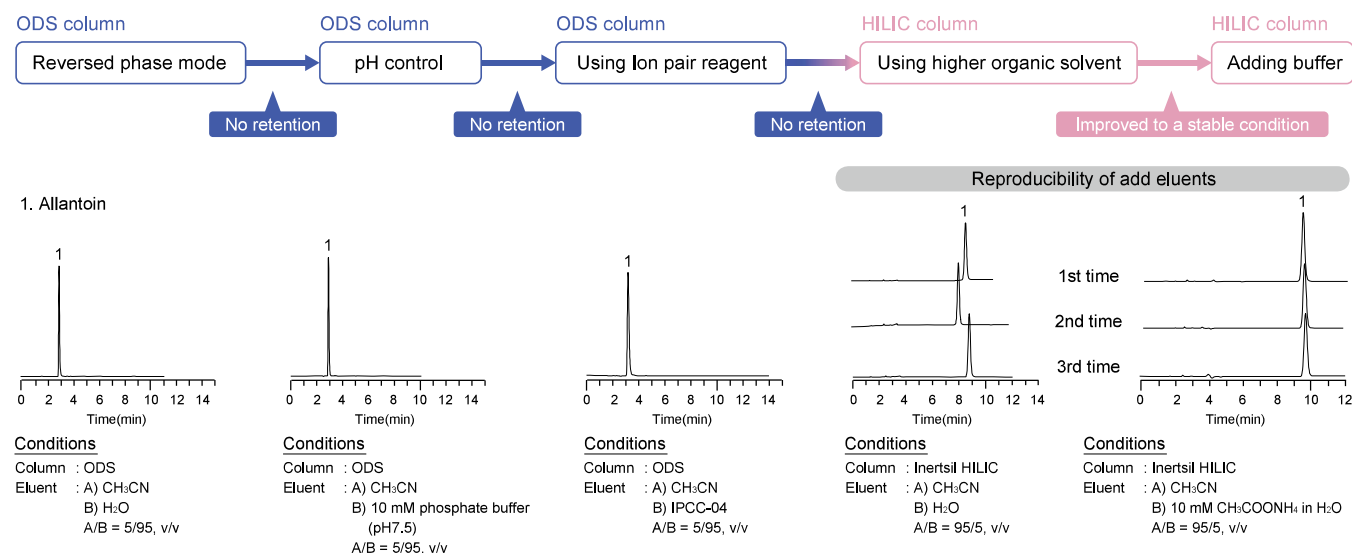 ODS column
ODS column
ODS column
HILIC column
HILIC column
Reversed phase mode
pH control
Using Ion pair reagent
Using higher organic solvent
Adding buffer
No retention
No retention
No retention
Improved to a stable condition
Reproducibility of add eluents
1. Allantoin
1
1
1
1
1
1st time
2nd time
3rd time
0 2 4 6 8 10 12 14
Time(min)
0 2 4 6 8 10 15
Time(min)
0 2 4 6 8 10 12 14
Time(min)
0 2 4 6 8 10 12 14
Time(min)
0 2 4 6 8 10 12
Time(min)
Conditions
Column : ODS
Eluent : A) CH₃CN
B) H₂O
A/B = 5/95, v/v
Conditions
Column : ODS
Eluent : A) CH₃CN
B) 10 mM phosphate buffer
(pH7.5)
A/B = 5/95, v/v
Conditions
Column : ODS
Eluent : A) CH₃CN
B) IPCC-04
A/B = 5/95, v/v
Conditions
Column : Inertsil HILIC
Eluent : A) CH₃CN
B) H₂O
A/B = 95/5, v/v
Conditions
Column : Inertsil HILIC
Eluent : A) CH₃CN
B) 10 mM CH₃COONH₄ in H₂O
A/B = 95/5, v/v